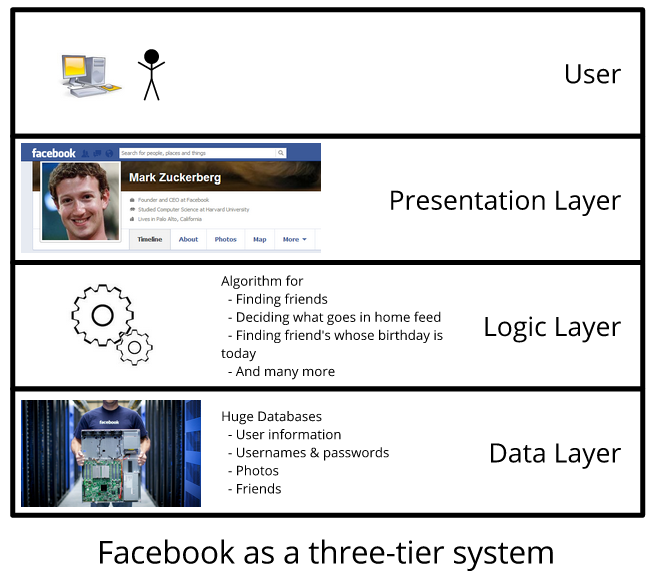 User
facebook
Search for people, places and things
Mark Zuckerberg
Founder and CEO at Facebook
Studied Computer Science at Harvard University
Lives in Palo Alto, California
Timeline About Photos Map More
Presentation Layer
Algorithm for
- Finding friends
- Deciding what goes in home feed
- Finding friend's whose birthday is
today
- And many more
Logic Layer
facebook
Huge Databases
- User information
- Usernames & passwords
- Photos
- Friends
Data Layer
Facebook as a three-tier system